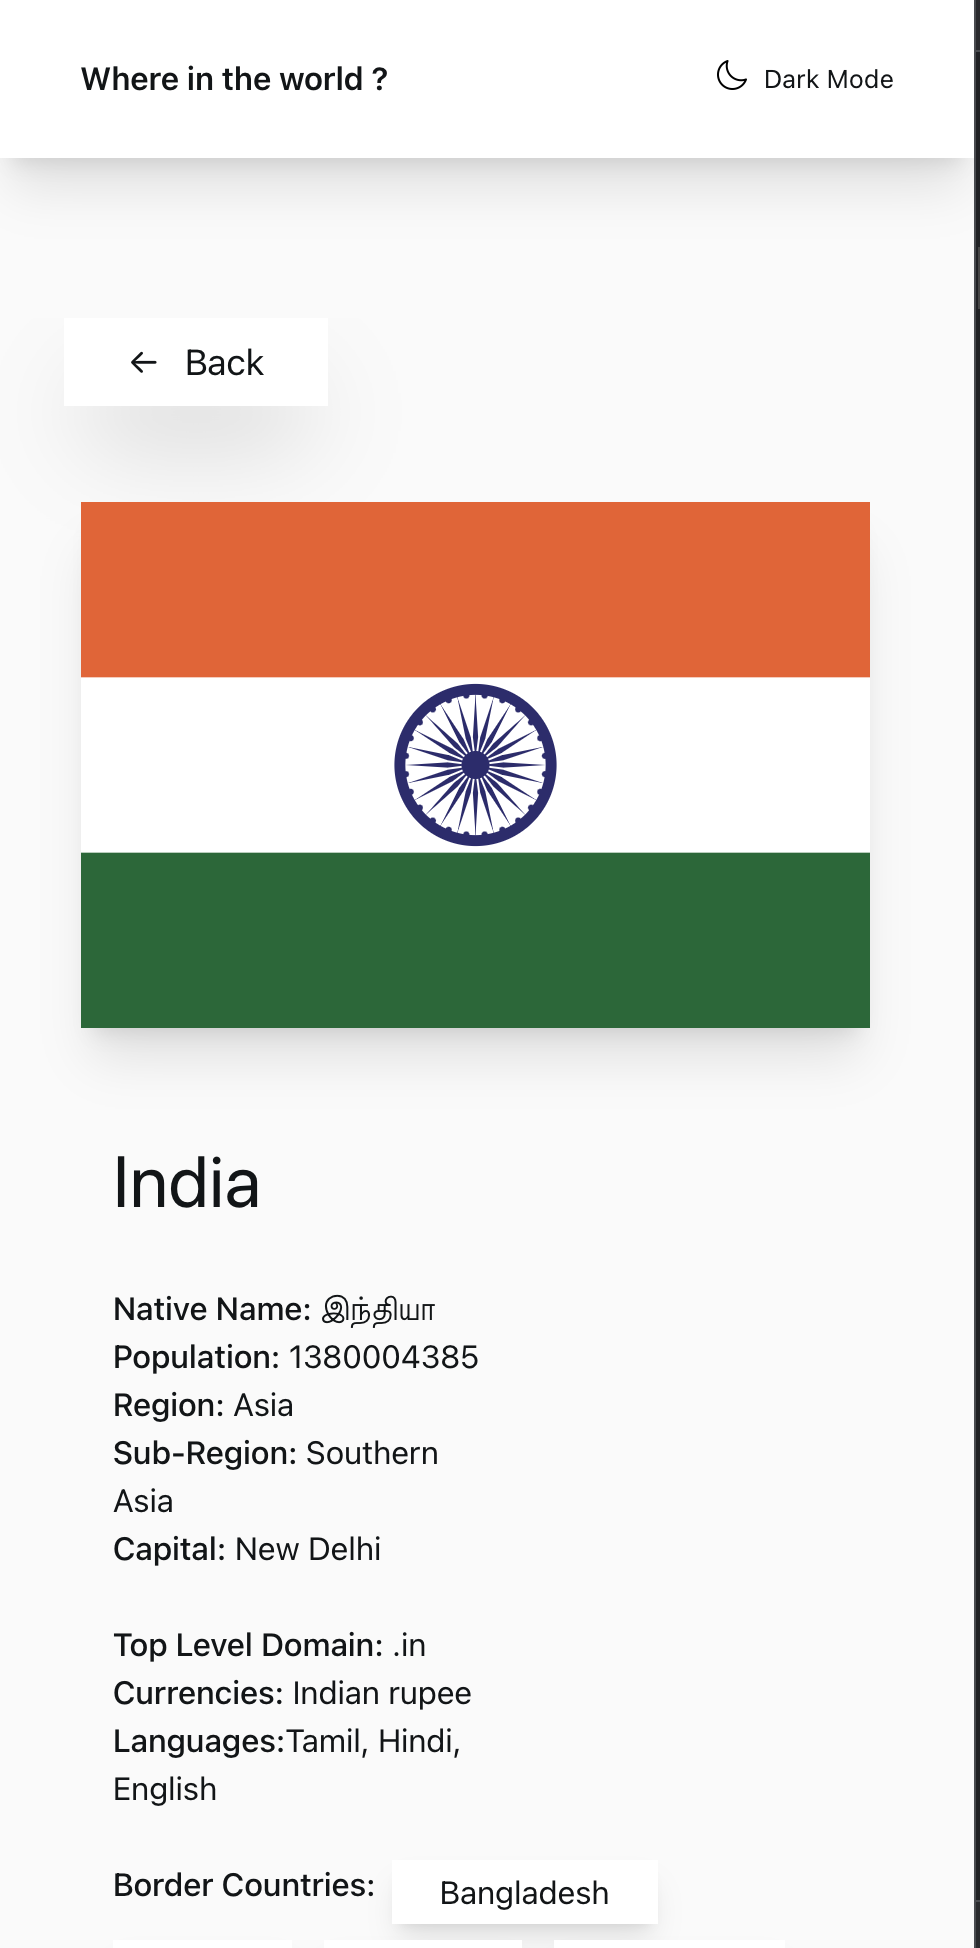 Where in the world ?
Dark Mode
Back
India
Native Name: இந்தியா
Population: 1380004385
Region: Asia
Sub-Region: Southern
Asia
Capital: New Delhi
Top Level Domain: .in
Currencies: Indian rupee
Languages:Tamil, Hindi,
English
Border Countries:
Bangladesh